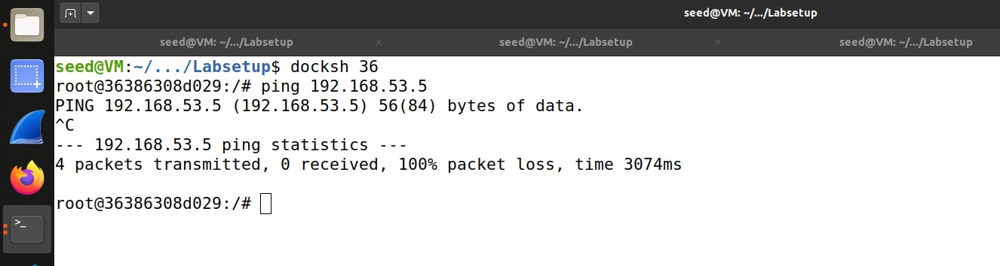 seed@VM: ~/.../Labsetup
seed@VM: ~/.../Labsetup × seed@VM: ~/.../Labsetup × seed@VM: ~/.../Labsetup
seed@VM:~/.../Labsetup$ docksh 36
root@36386308d029:/# ping 192.168.53.5
PING 192.168.53.5 (192.168.53.5) 56(84) bytes of data.
^C
--- 192.168.53.5 ping statistics ---
4 packets transmitted, 0 received, 100% packet loss, time 3074ms
root@36386308d029:/#